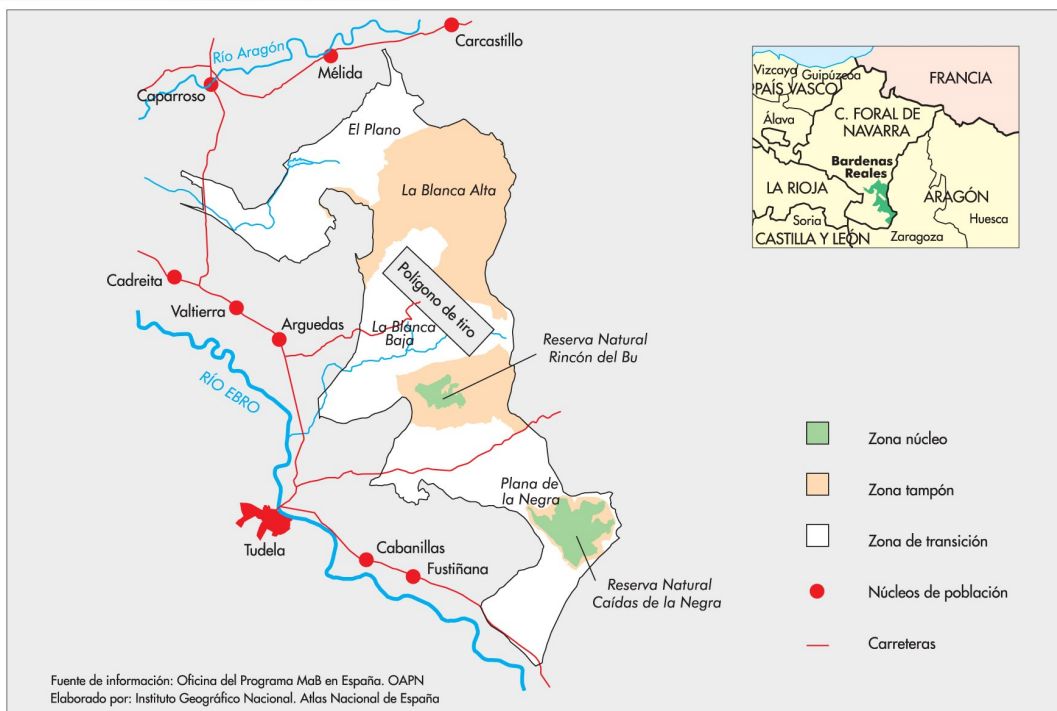 Río Aragón
Carcastillo
Mélida
Caparroso
El Plano
La Blanca Alta
Cadreita
Valtierra
Arguedas
Polígono de tiro
La Blanca
Baja
Reserva Natural
Rincón del Bu
RÍO EBRO
Plana de
la Negra
Tudela
Cabanillas
Fustiñana
Reserva Natural
Caídas de la Negra
Vizcaya
Guipúzcoa
PAÍS VASCO
FRANCIA
Álava
C. FORAL DE
NAVARRA
Bardenas
Reales
LA RIOJA
ARAGÓN
Huesca
Soria
CASTILLA Y LEÓN
Zaragoza
Zona núcleo
Zona tampón
Zona de transición
Núcleos de población
Carreteras
Fuente de información: Oficina del Programa MaB en España. OAPN
Elaborado por: Instituto Geográfico Nacional. Atlas Nacional de España